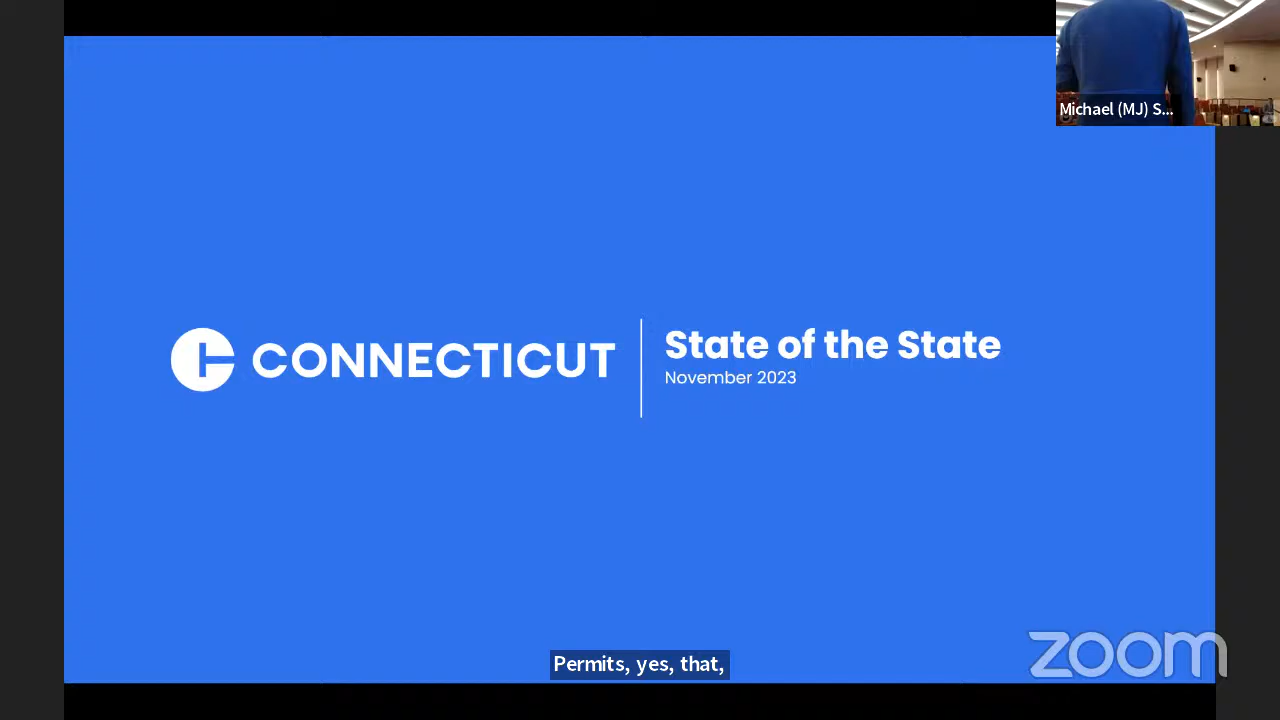 Michael (MJ) S...
CONNECTICUT
State of the State
November 2023
Permits, yes, that,
zoom